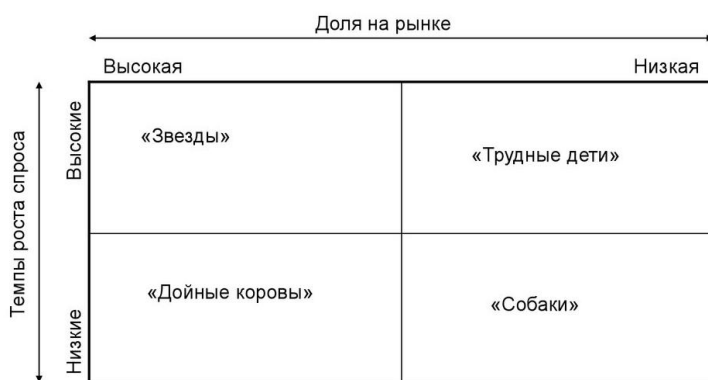 Доля на рынке
Высокая
Низкая
Темпы роста спроса
Высокие
«Звезды»
«Трудные дети»
Низкие
«Дойные коровы»
«Собаки»